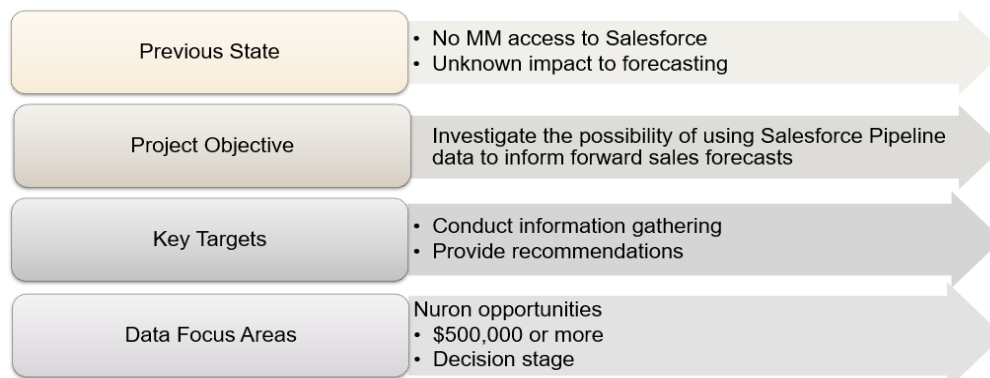 Previous State
• No MM access to Salesforce
• Unknown impact to forecasting
Project Objective
Investigate the possibility of using Salesforce Pipeline
data to inform forward sales forecasts
Key Targets
• Conduct information gathering
• Provide recommendations
Data Focus Areas
Nuron opportunities
• $500,000 or more
• Decision stage